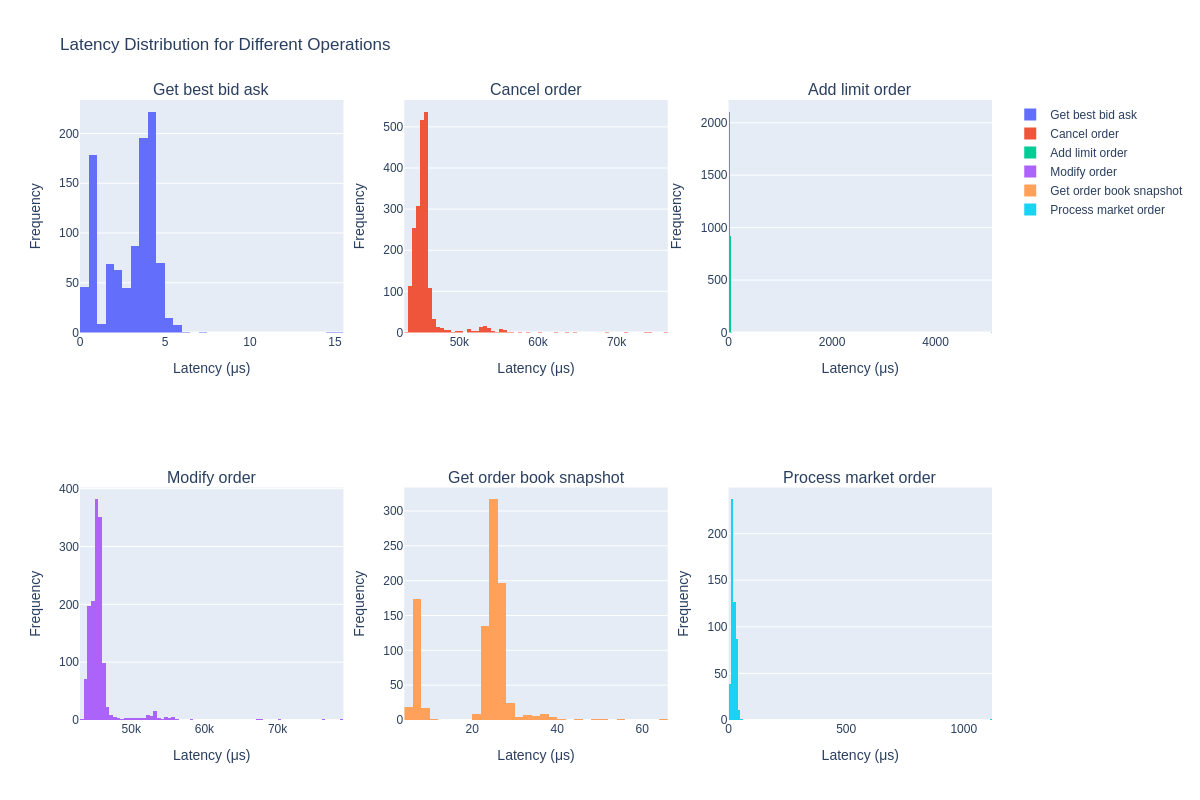 Latency Distribution for Different Operations
Get best bid ask
Cancel order
Add limit order
Frequency
200
150
100
50
0
0
5
10
15
Latency (μs)
Frequency
500
400
300
200
100
0
50k
60k
70k
Latency (μs)
Frequency
2000
1500
1000
500
0
0
2000
4000
Latency (μs)
Get best bid ask
Cancel order
Add limit order
Modify order
Get order book snapshot
Process market order
Modify order
Get order book snapshot
Process market order
Frequency
400
300
200
100
0
50k
60k
70k
Latency (μs)
Frequency
300
250
200
150
100
50
0
20
40
60
Latency (μs)
Frequency
200
150
100
50
0
0
500
1000
Latency (μs)